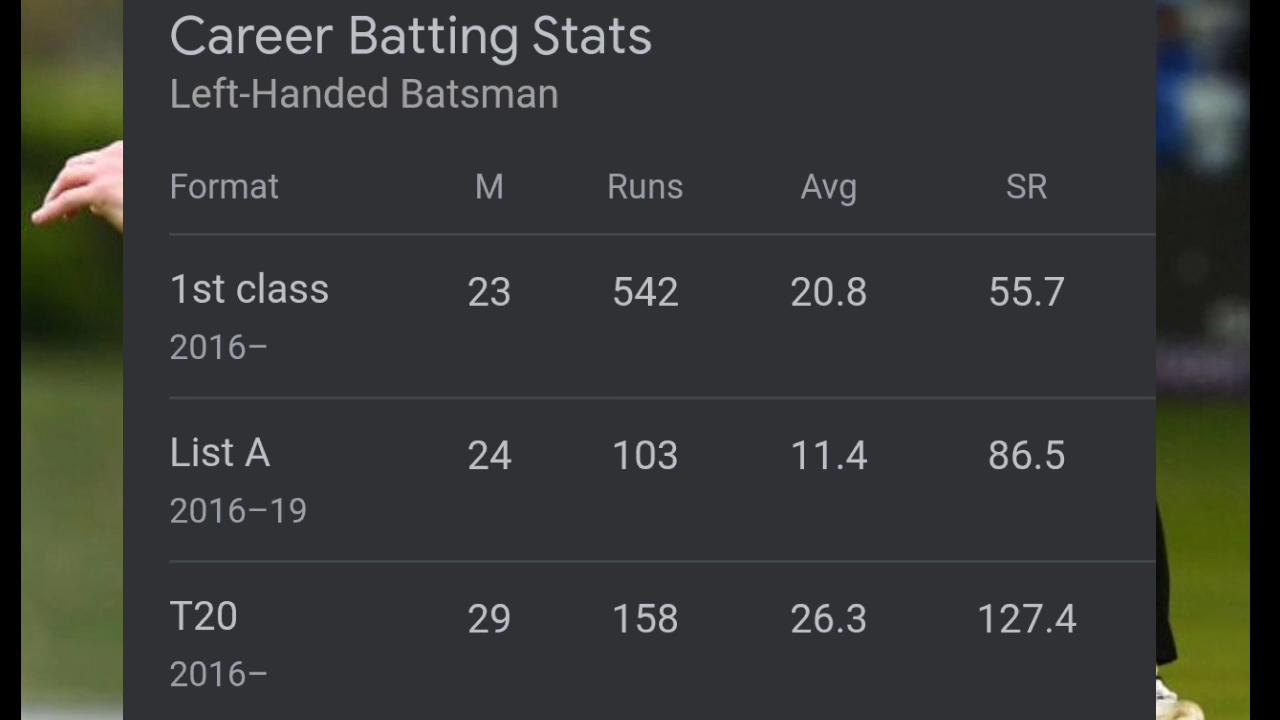 Career Batting Stats
Left-Handed Batsman
Format M Runs Avg SR
1st class 23 542 20.8 55.7
2016–
List A 24 103 11.4 86.5
2016–19
T20 29 158 26.3 127.4
2016–